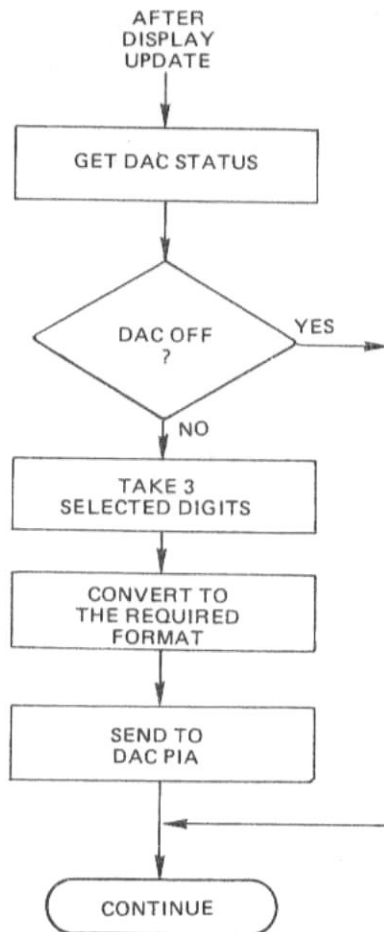 AFTER
DISPLAY
UPDATE
GET DAC STATUS
DAC OFF
?
YES
NO
TAKE 3
SELECTED DIGITS
CONVERT TO
THE REQUIRED
FORMAT
SEND TO
DAC PIA
CONTINUE